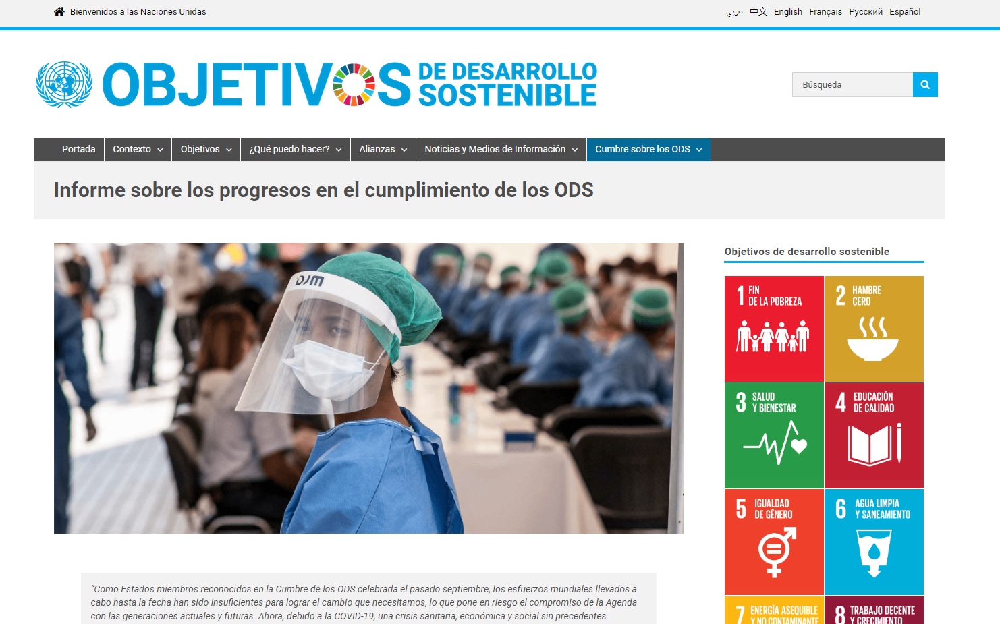 Bienvenidos a las Naciones Unidas
عربي 中文 English Français Русский Español
OBJETIVOS DE DESARROLLO SOSTENIBLE
Búsqueda
Portada Contexto Objetivos ¿Qué puedo hacer? Alianzas Noticias y Medios de Información Cumbre sobre los ODS
Informe sobre los progresos en el cumplimiento de los ODS
DJM
“Como Estados miembros reconocidos en la Cumbre de los ODS celebrada el pasado septiembre, los esfuerzos mundiales llevados a
cabo hasta la fecha han sido insuficientes para lograr el cambio que necesitamos, lo que pone en riesgo el compromiso de la Agenda
con las generaciones actuales y futuras. Ahora, debido a la COVID-19, una crisis sanitaria, económica y social sin precedentes
Objetivos de desarrollo sostenible
1 FIN
DE LA POBREZA
2 HAMBRE
CERO
3 SALUD
Y BIENESTAR
4 EDUCACIÓN
DE CALIDAD
5 IGUALDAD
DE GÉNERO
6 AGUA LIMPIA
Y SANEAMIENTO
7 ENERGÍA ASEQUIBLE
Y NO CONTAMINANTE
8 TRABAJO DECENTE
Y CRECIMIENTO